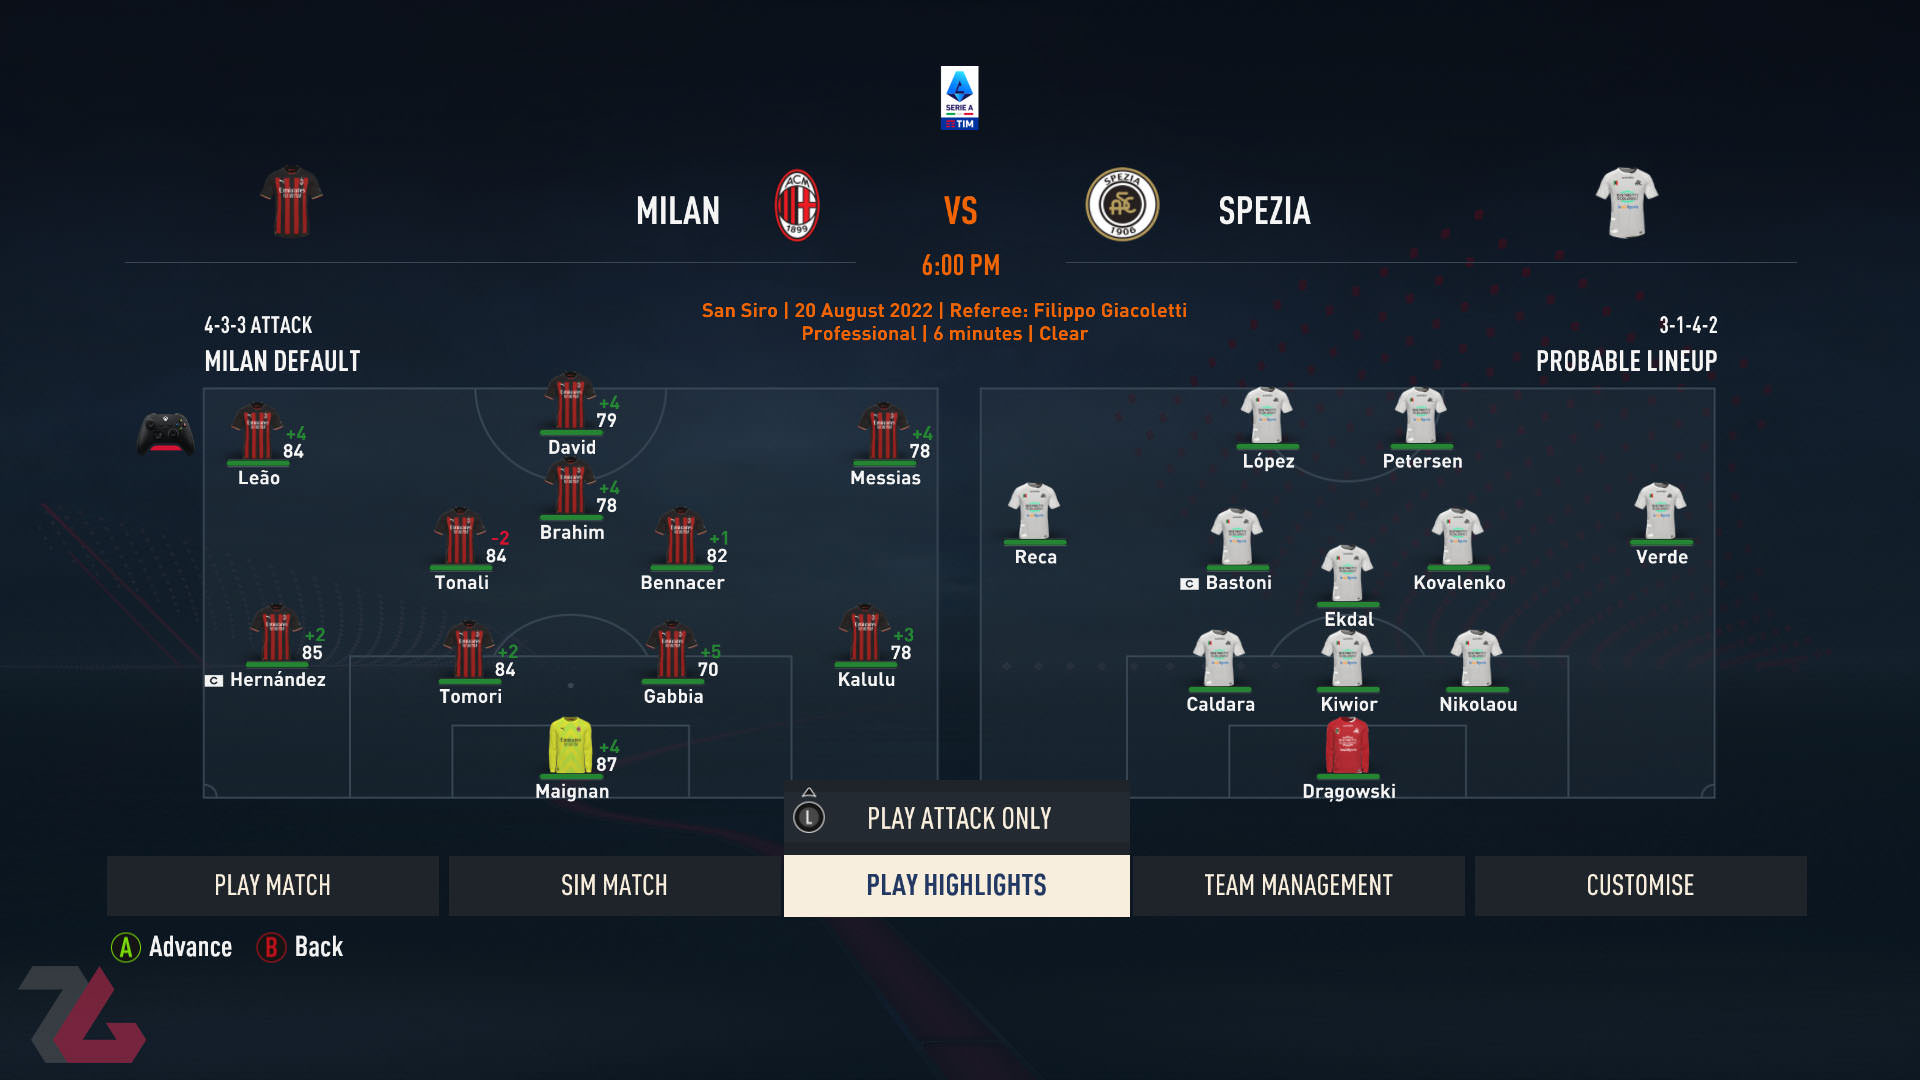 SERIE A
TIM
MILAN
ACM
1899
VS
SPEZIA
1906
SPEZIA
6:00 PM
San Siro | 20 August 2022 | Referee: Filippo Giacoletti
Professional | 6 minutes | Clear
4-3-3 ATTACK
MILAN DEFAULT
3-1-4-2
PROBABLE LINEUP
+4
84
Leão
+4
79
David
+4
78
Messias
+4
78
Brahim
-2
84
Tonali
+1
82
Bennacer
+2
85
C Hernández
+2
84
Tomori
+5
70
Gabbia
+3
78
Kalulu
+4
87
Maignan
López
Petersen
Reca
C Bastoni
Kovalenko
Verde
Ekdal
Caldara
Kiwior
Nikolaou
Drągowski
L PLAY ATTACK ONLY
PLAY MATCH
SIM MATCH
PLAY HIGHLIGHTS
TEAM MANAGEMENT
CUSTOMISE
A Advance
B Back